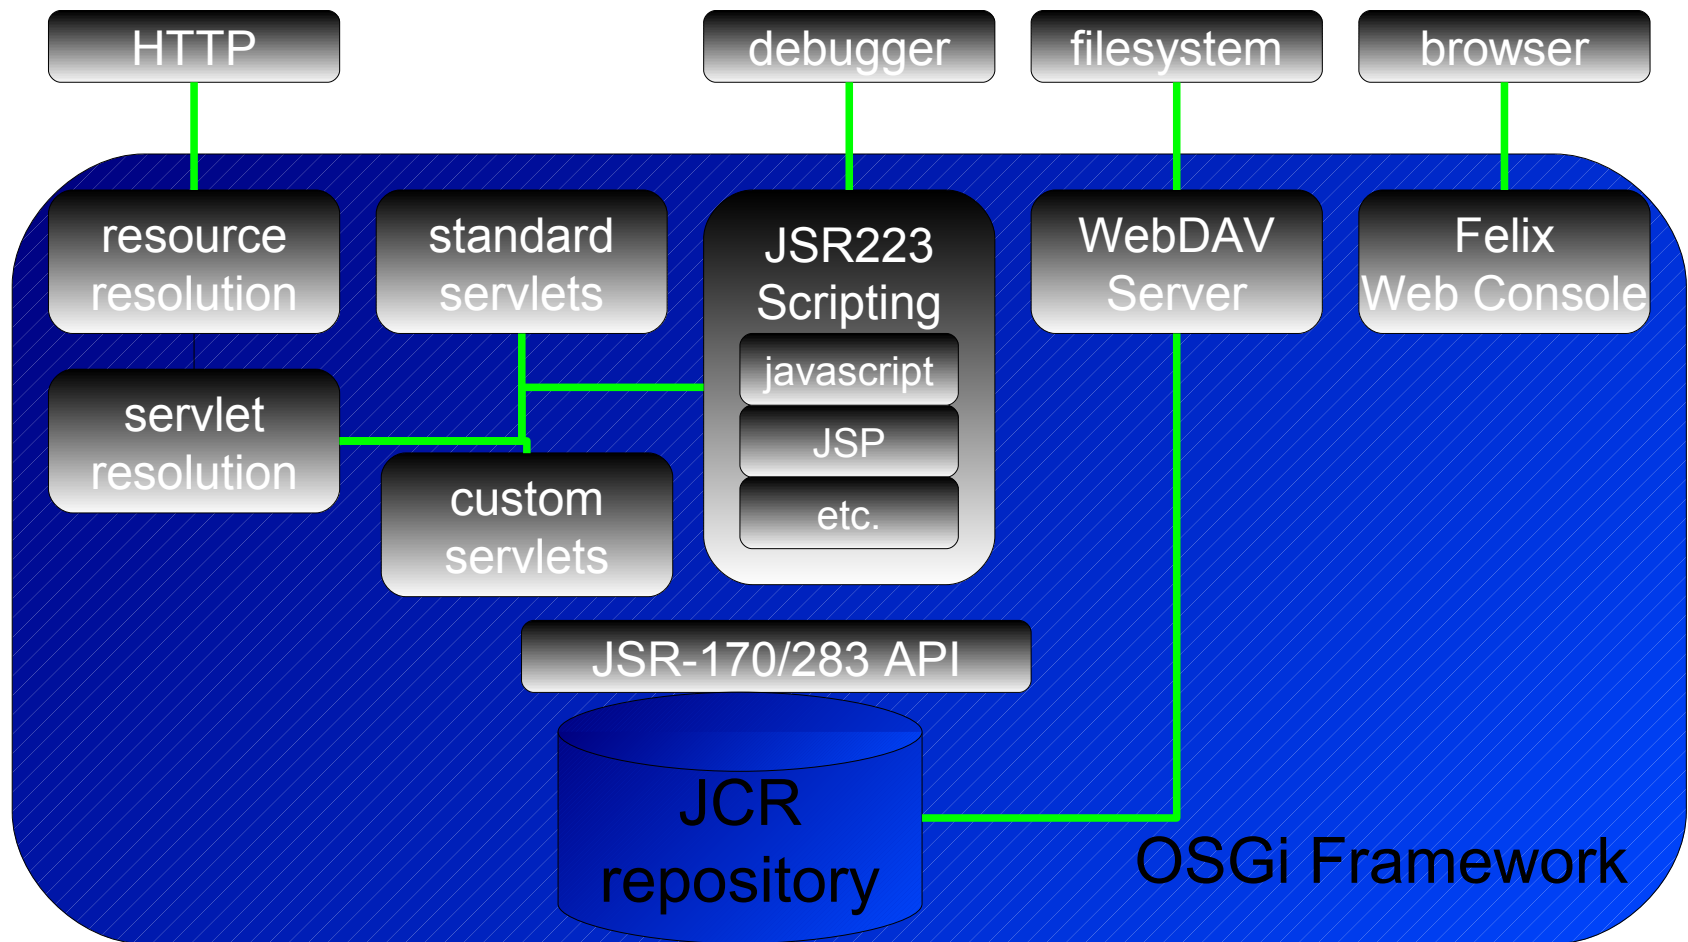 HTTP
debugger
filesystem
browser
resource
resolution
standard
servlets
JSR223
Scripting
javascript
JSP
etc.
WebDAV
Server
Felix
Web Console
servlet
resolution
custom
servlets
JSR-170/283 API
JCR
repository
OSGi Framework